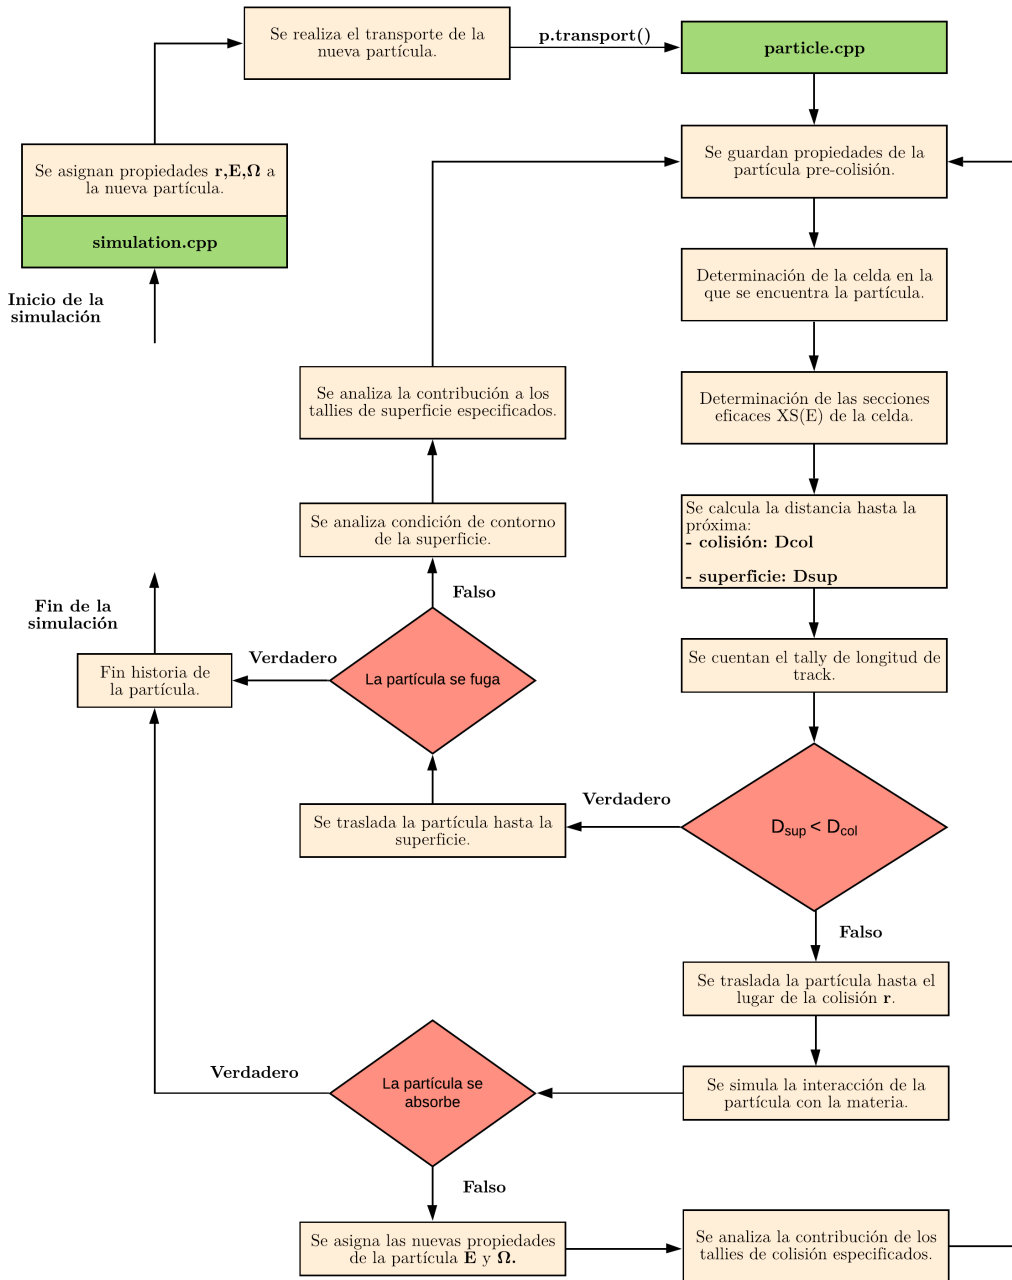 Se realiza el transporte de la
nueva partícula.
p.transport()
particle.cpp
Se asignan propiedades r,E,Ω a
la nueva partícula.
simulation.cpp
Inicio de la
simulación
Se guardan propiedades de la
partícula pre-colisión.
Determinación de la celda en la
que se encuentra la partícula.
Determinación de las secciones
eficaces XS(E) de la celda.
Se calcula la distancia hasta la
próxima:
- colisión: Dcol
- superficie: Dsup
Se cuentan el tally de longitud de
track.
Dsup < Dcol
Verdadero
Se traslada la partícula hasta la
superficie.
La partícula se fuga
Falso
Se analiza condición de contorno
de la superficie.
Se analiza la contribución a los
tallies de superficie especificados.
Verdadero
Fin historia de
la partícula.
Fin de la
simulación
Falso
Se traslada la partícula hasta el
lugar de la colisión r.
Se simula la interacción de la
partícula con la materia.
La partícula se
absorbe
Verdadero
Falso
Se asigna las nuevas propiedades
de la partícula E y Ω.
Se analiza la contribución de los
tallies de colisión especificados.